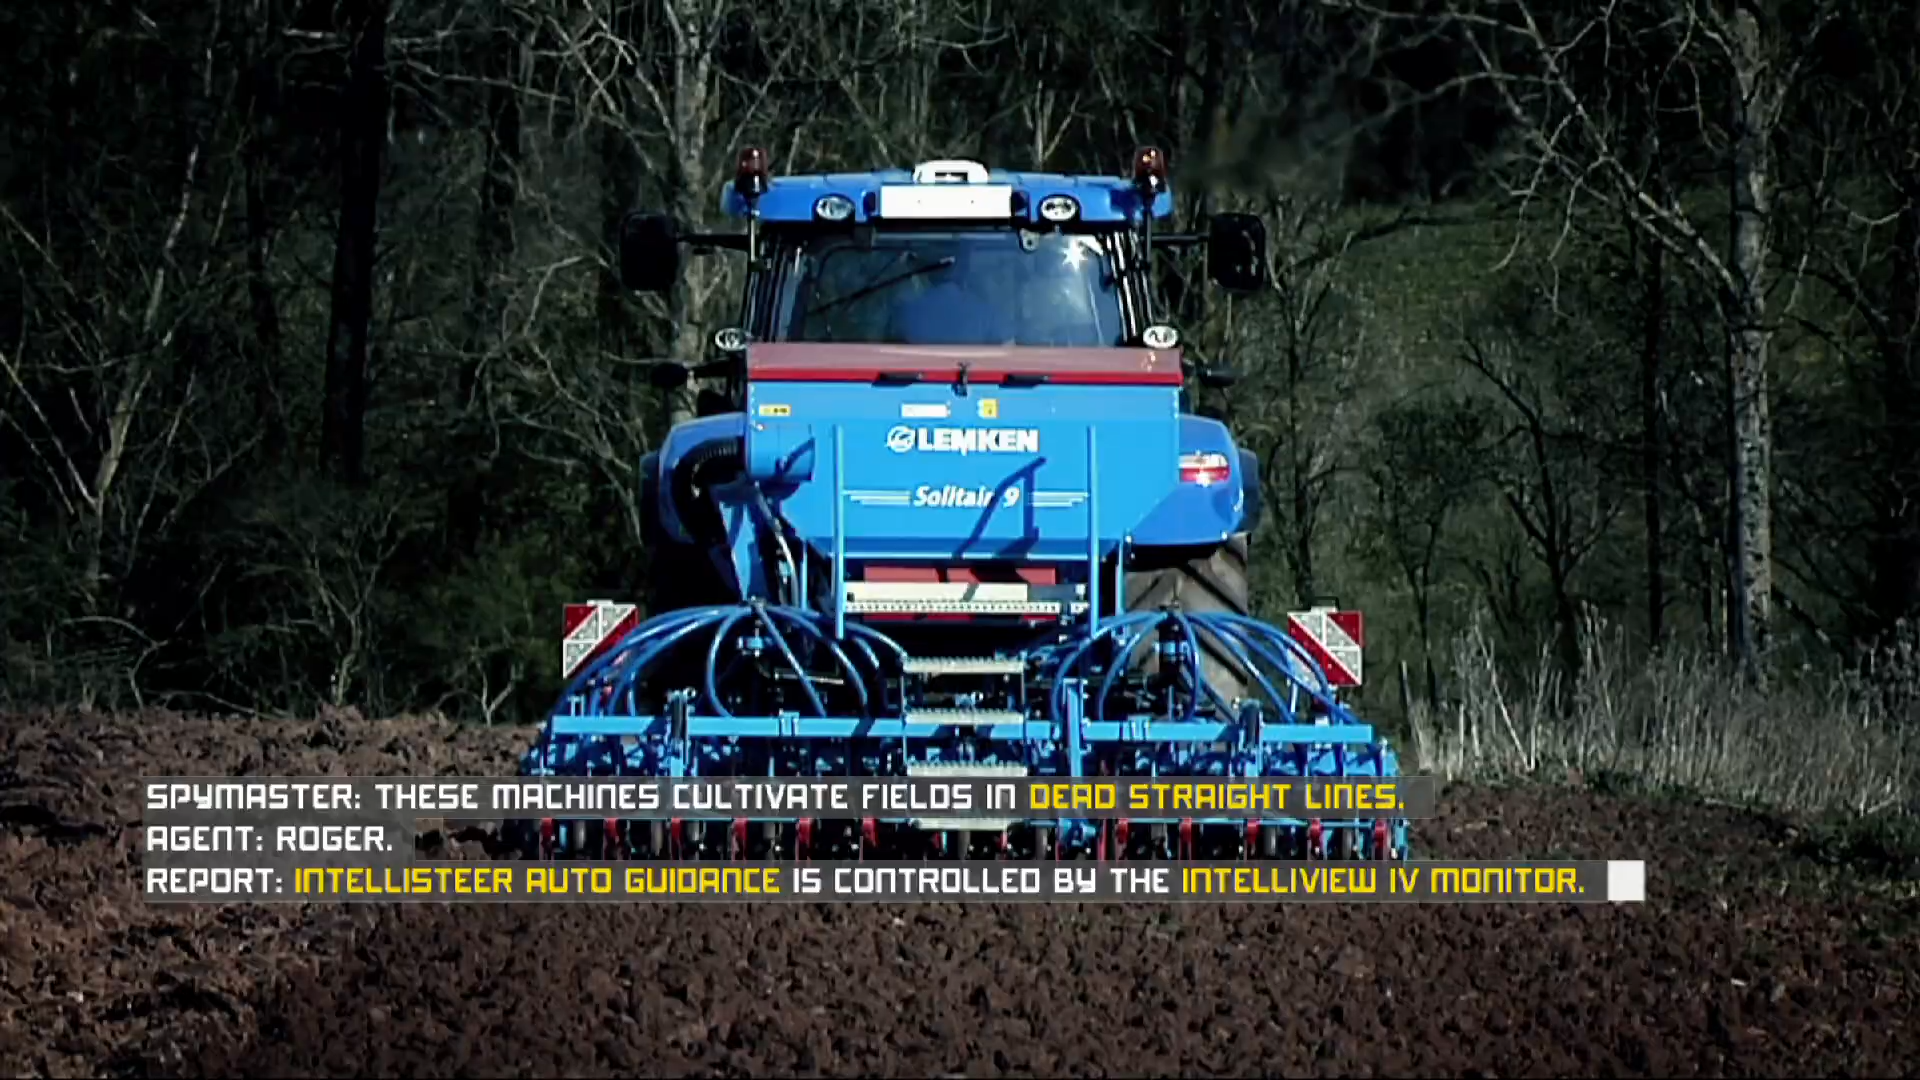 LEMKEN
Solitair 9
SPYMASTER: THESE MACHINES CULTIVATE FIELDS IN DEAD STRAIGHT LINES.
AGENT: ROGER.
REPORT: INTELLISTEER AUTO GUIDANCE IS CONTROLLED BY THE INTELLIVIEW IV MONITOR.